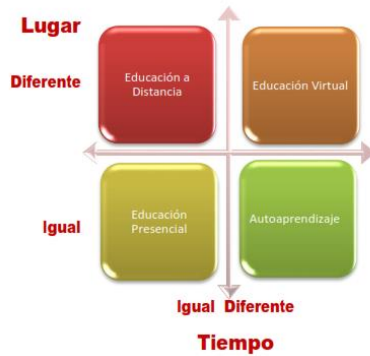 Lugar
Diferente
Educación a
Distancia
Educación Virtual
Igual
Educación
Presencial
Autoaprendizaje
Igual Diferente
Tiempo